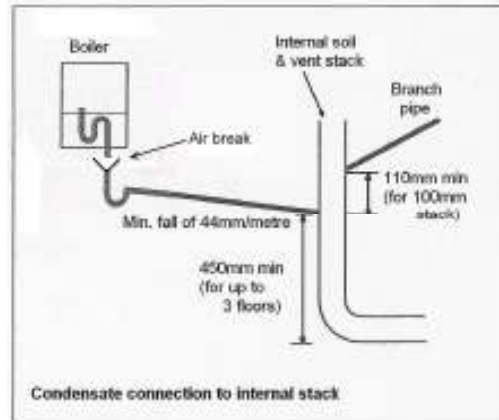 Boiler
Internal soil
& vent stack
Branch
pipe
Air break
110mm min
(for 100mm
stack)
Min. fall of 44mm/metre
450mm min
(for up to
3 floors)
Condensate connection to internal stack